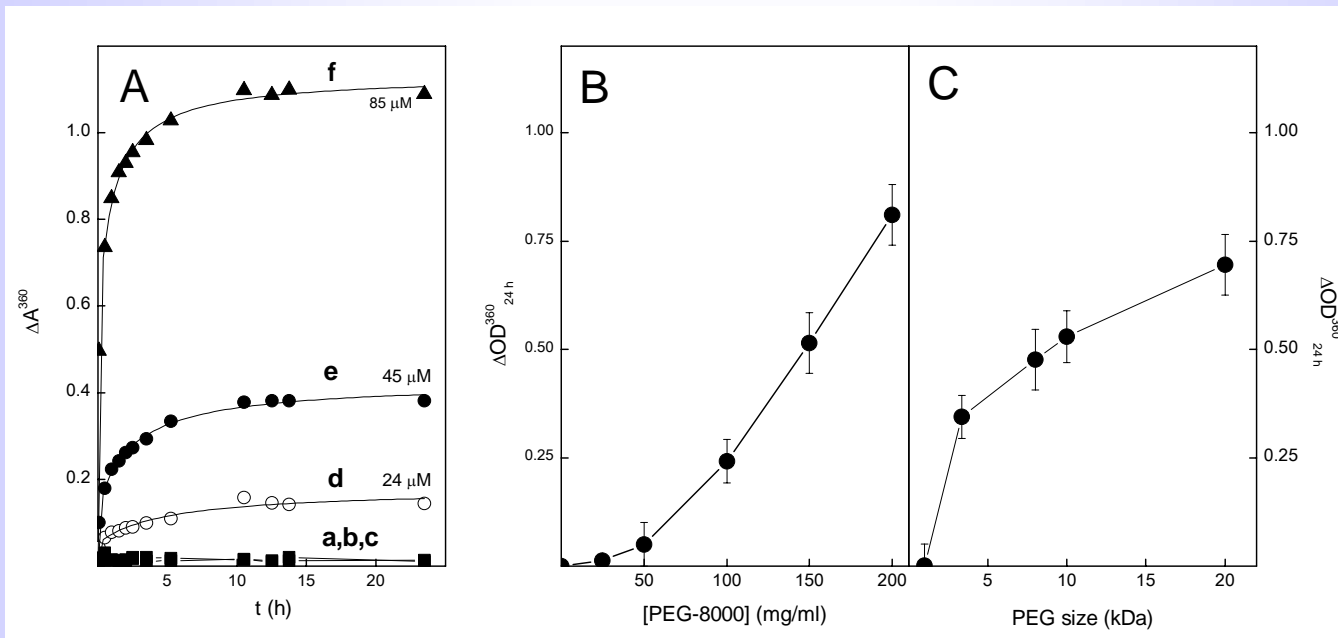 A
f
85 μM
e
45 μM
d
24 μM
a,b,c
1.0
0.8
0.6
0.4
0.2
ΔA³⁶⁰
5
10
15
20
t (h)
B
1.00
0.75
0.50
0.25
ΔOD³⁶⁰ 24 h
50
100
150
200
[PEG-8000] (mg/ml)
C
5
10
15
20
PEG size (kDa)
1.00
0.75
0.50
0.25
ΔOD³⁶⁰ 24 h